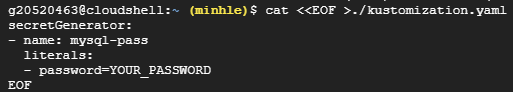 g20520463@cloudshell:~ (minhle)$ cat <<EOF >./kustomization.yaml
secretGenerator:
- name: mysql-pass
  literals:
  - password=YOUR_PASSWORD
EOF